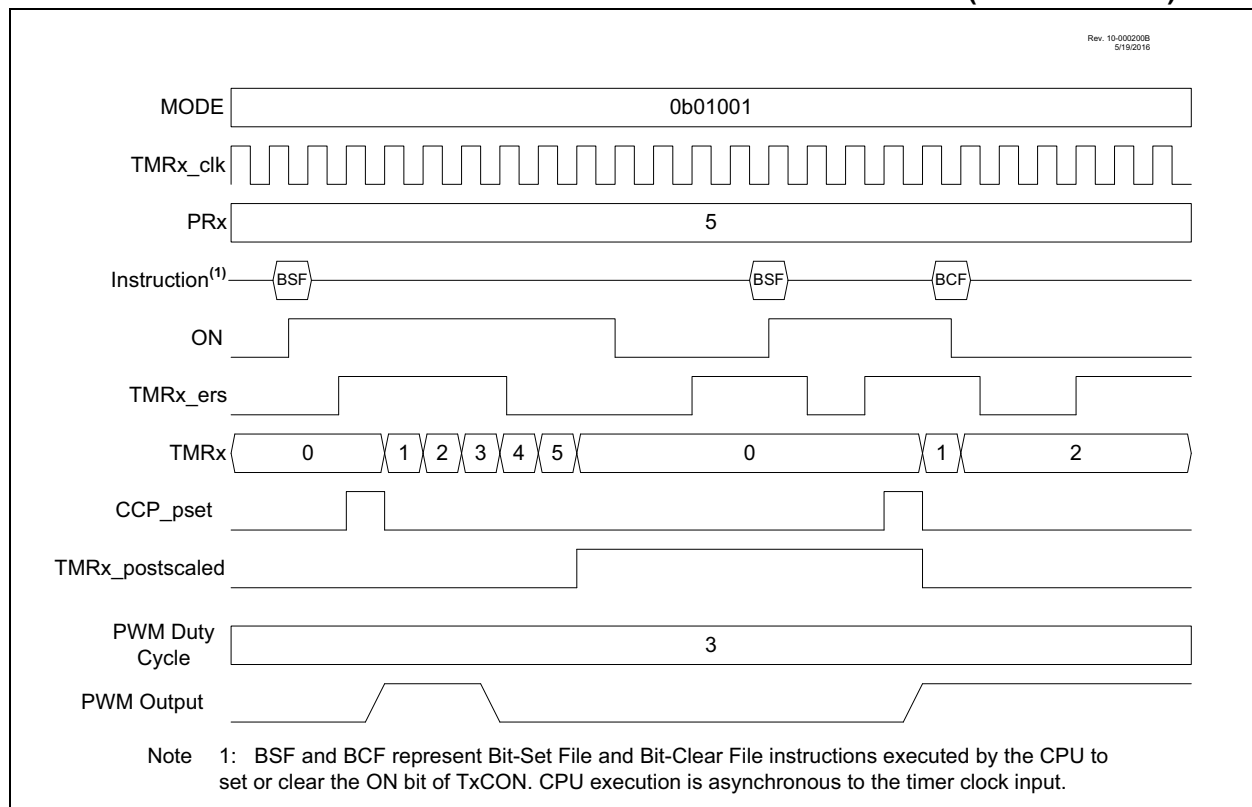 Rev. 10-000200B
5/19/2016
MODE
0b01001
TMRx_clk
PRx
5
Instruction(1)
BSF
BSF
BCF
ON
TMRx_ers
TMRx
0
1
2
3
4
5
0
1
2
CCP_pset
TMRx_postscaled
PWM Duty
Cycle
3
PWM Output
Note 1: BSF and BCF represent Bit-Set File and Bit-Clear File instructions executed by the CPU to
set or clear the ON bit of TxCON. CPU execution is asynchronous to the timer clock input.